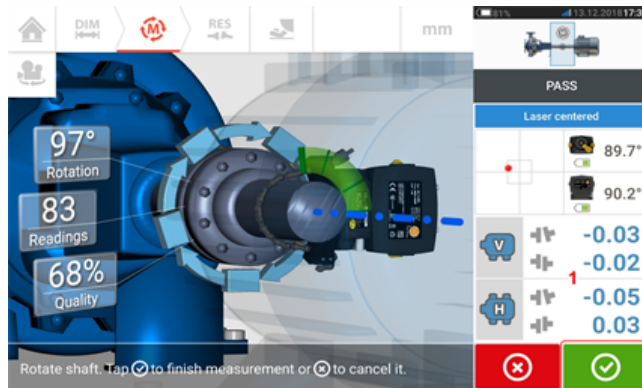 DIM
M
RES
mm
81%
13.12.2018 17:3
PASS
Laser centered
89.7°
90.2°
97°
Rotation
83
Readings
68%
Quality
V
-0.03
-0.02
1
H
-0.05
0.03
Rotate shaft. Tap to finish measurement or to cancel it.